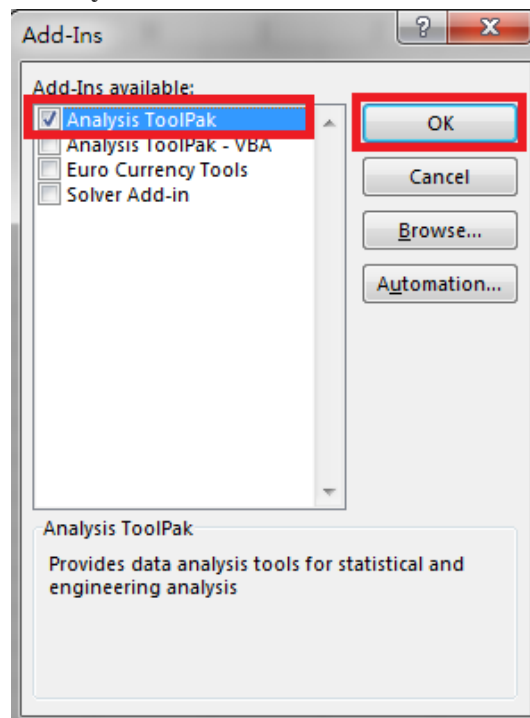 Add-Ins
?
X
Add-Ins available:
Analysis ToolPak
Analysis ToolPak - VBA
Euro Currency Tools
Solver Add-in
OK
Cancel
Browse...
Automation...
Analysis ToolPak
Provides data analysis tools for statistical and
engineering analysis